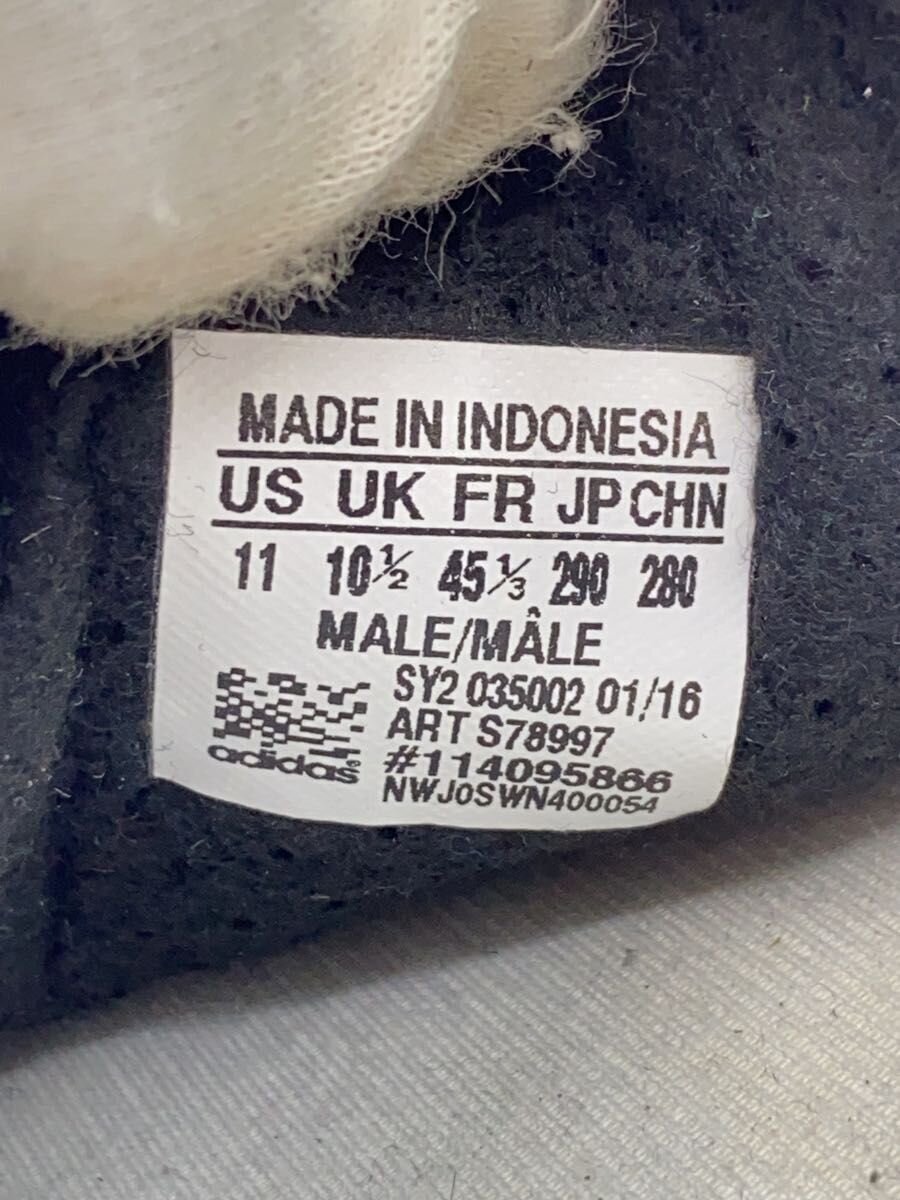 MADE IN INDONESIA
US UK FR JP CHN
11 10½ 45⅓ 290 280
MALE/MÂLE
SY2 035002 01/16
ART S78997
#114095866
adidas®
NWJ0SWN400054